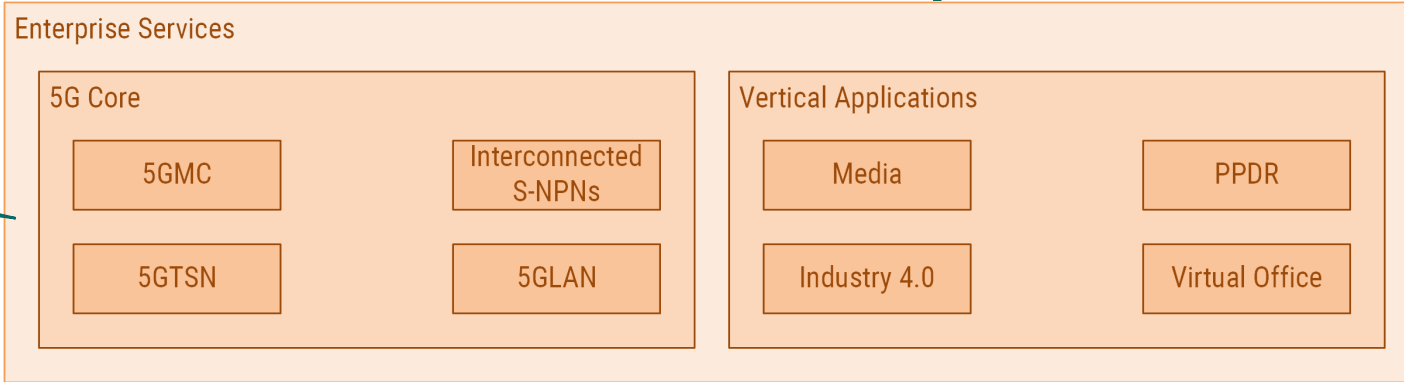 Enterprise Services
5G Core
5GMC
Interconnected
S-NPNs
5GTSN
5GLAN
Vertical Applications
Media
PPDR
Industry 4.0
Virtual Office